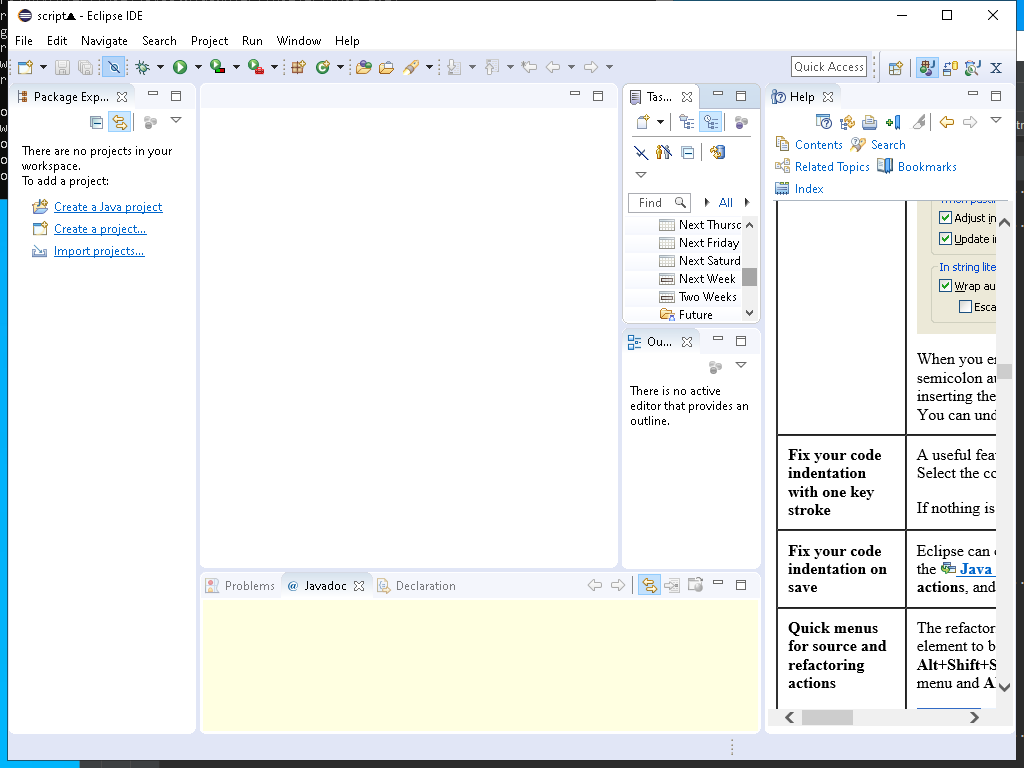 script▲ - Eclipse IDE
File Edit Navigate Search Project Run Window Help
Quick Access
Package Exp...
There are no projects in your
workspace.
To add a project:
Create a Java project
Create a project...
Import projects...
Tas...
Find
All
Next Thursd
Next Friday
Next Saturd
Next Week
Two Weeks
Future
Ou...
There is no active
editor that provides an
outline.
Problems
@ Javadoc
Declaration
Help
Contents
Search
Related Topics
Bookmarks
Index
Adjust in
Update i
In string lite
Wrap au
Esca
When you e
semicolon au
inserting the
You can und
Fix your code
indentation
with one key
stroke
A useful fea
Select the co
If nothing is
Fix your code
indentation on
save
Eclipse can
the Java
actions, and
Quick menus
for source and
refactoring
actions
The refactor
element to b
Alt+Shift+S
menu and A